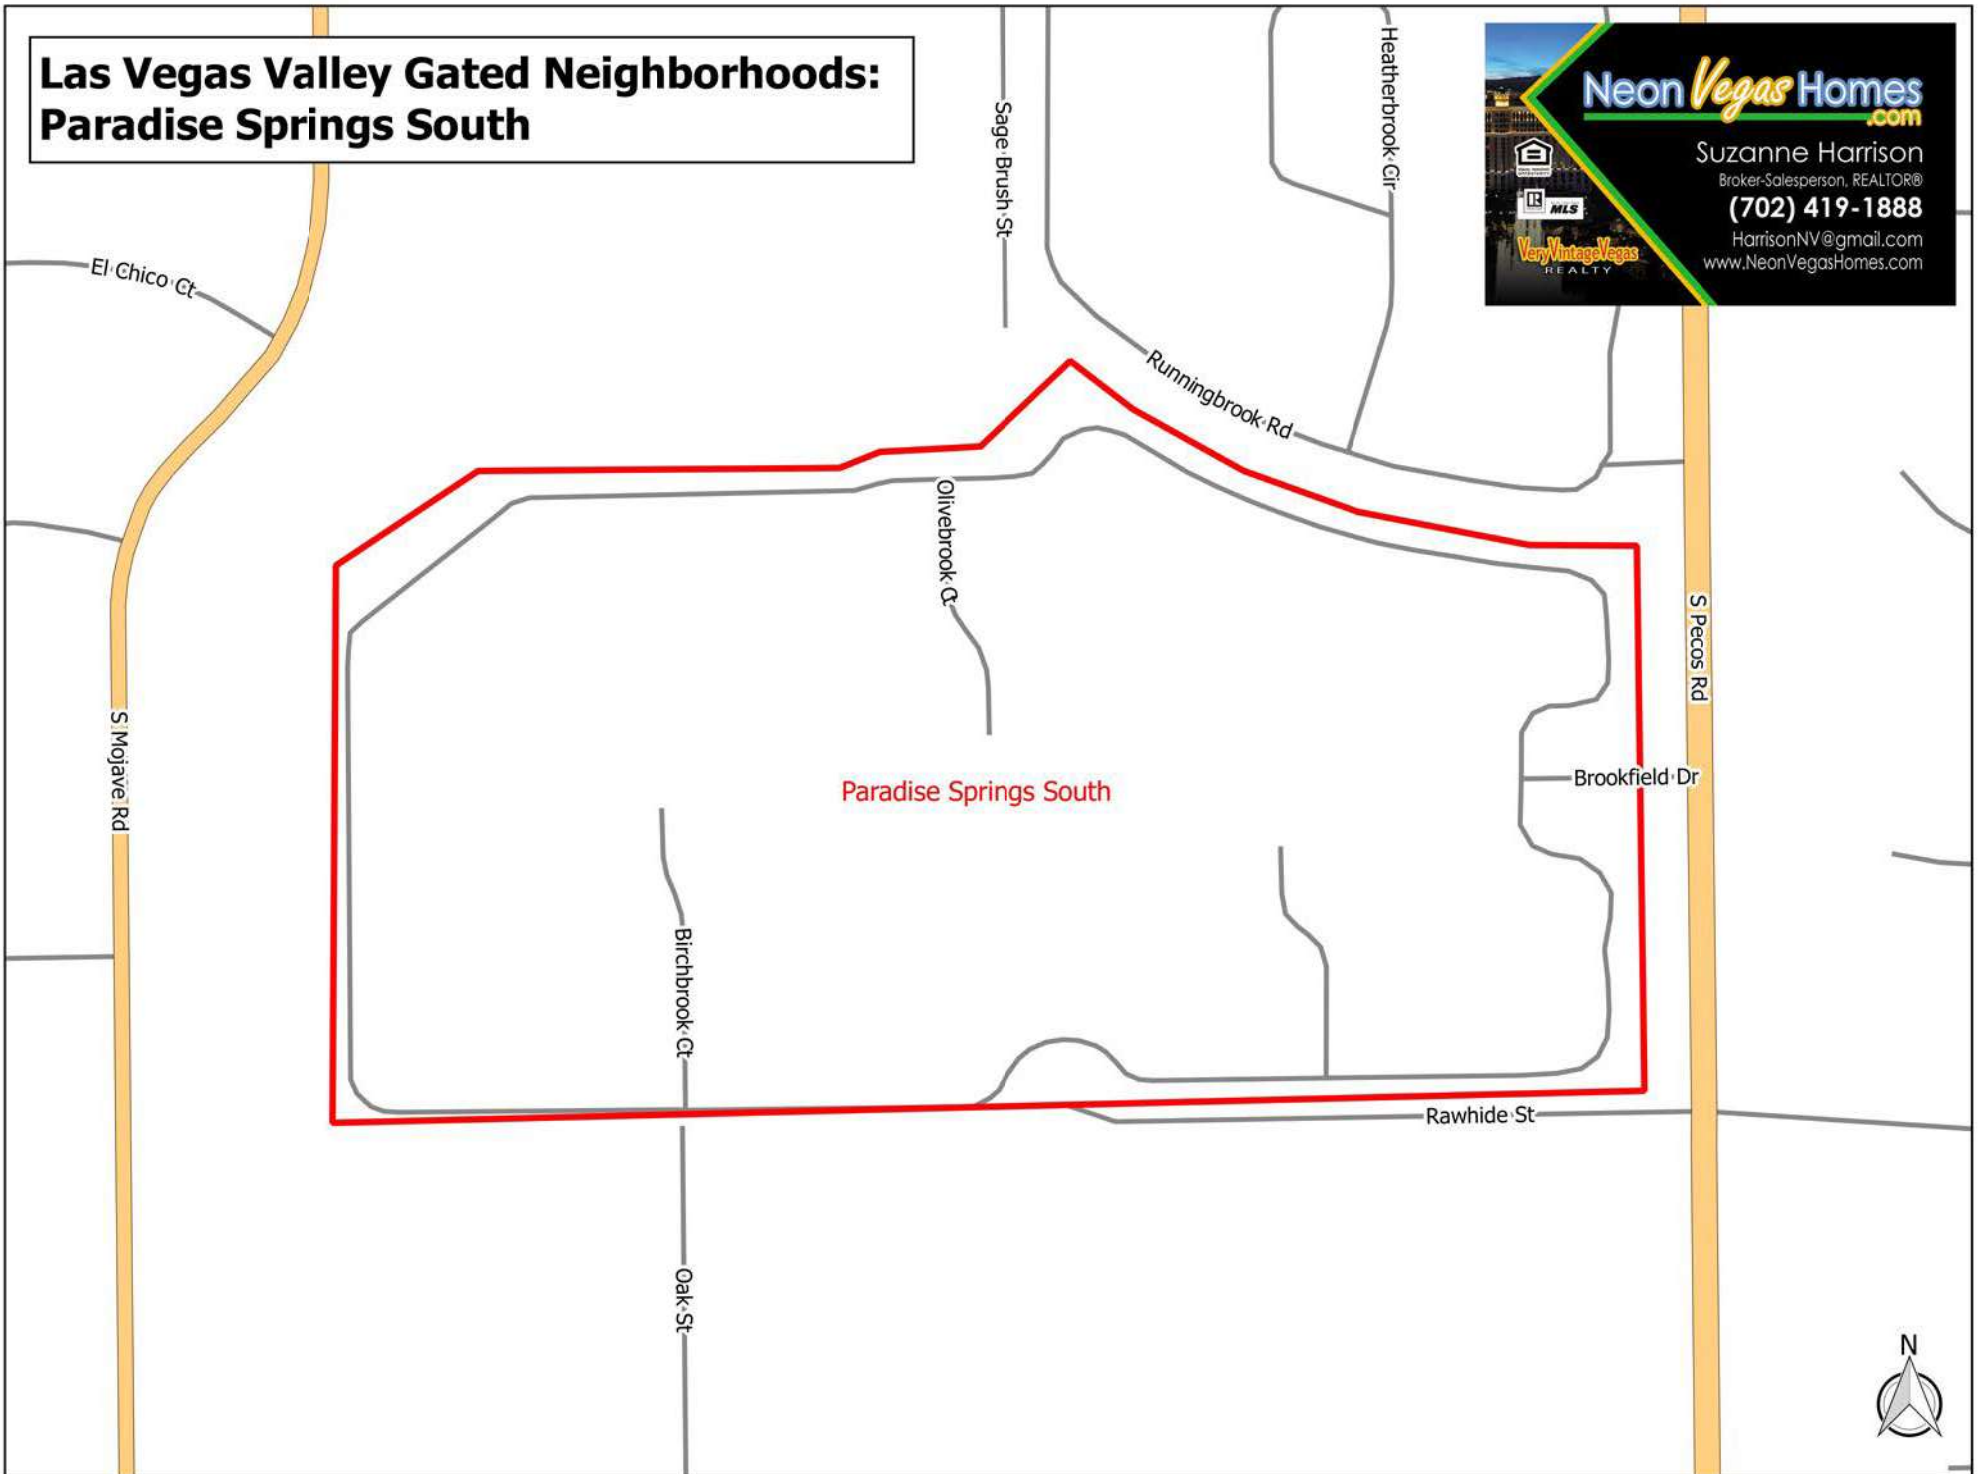 Las Vegas Valley Gated Neighborhoods:
Paradise Springs South
Neon Vegas Homes
.com
Suzanne Harrison
Broker-Salesperson, REALTOR®
(702) 419-1888
HarrisonNV@gmail.com
www.NeonVegasHomes.com
R
MLS
VeryVintageVegas
REALTY
Sage Brush St
Heatherbrook Cir
El Chico Ct
Runningbrook Rd
Olivebrook Ct
S Pecos Rd
S Mojave Rd
Brookfield Dr
Paradise Springs South
Birchbrook Ct
Rawhide St
Oak St
N